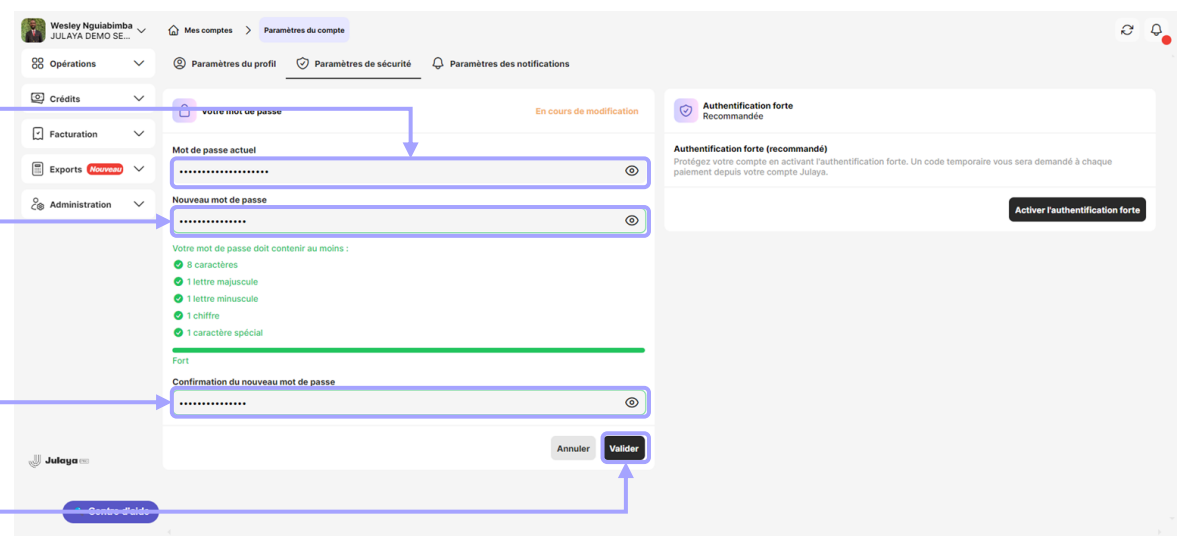 Wesley Nguiabimba
JULAYA DEMO SE...
Mes comptes > Paramètres du compte
Opérations
Crédits
Facturation
Exports Nouveau
Administration
Julaya
Centre d'aide
Paramètres du profil
Paramètres de sécurité
Paramètres des notifications
Votre mot de passe
En cours de modification
Mot de passe actuel
••••••••••••••••••••
Nouveau mot de passe
•••••••••••••••
Votre mot de passe doit contenir au moins :
8 caractères
1 lettre majuscule
1 lettre minuscule
1 chiffre
1 caractère spécial
Fort
Confirmation du nouveau mot de passe
•••••••••••••••
Annuler
Valider
Authentification forte
Recommandée
Authentification forte (recommandé)
Protégez votre compte en activant l'authentification forte. Un code temporaire vous sera demandé à chaque
paiement depuis votre compte Julaya.
Activer l'authentification forte